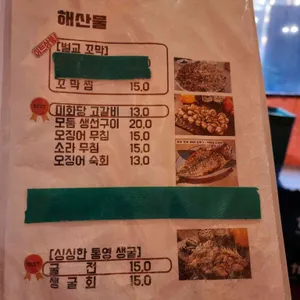 해산물
[벌교 꼬막]
꼬막찜 15.0
미화당 고갈비 13.0
모듬 생선구이 20.0
오징어 무침 15.0
소라 무침 15.0
오징어 숙회 13.0
[싱싱한 통영 생굴]
굴전 15.0
생굴회 15.0